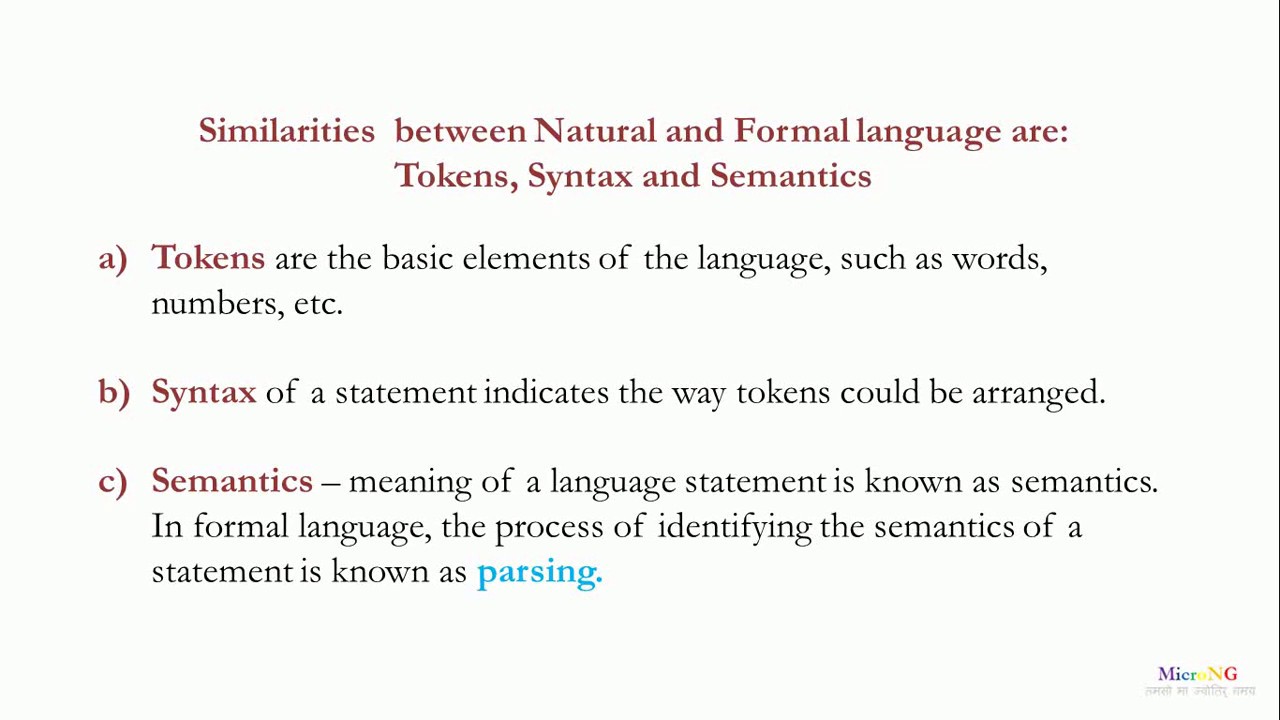 Similarities between Natural and Formal language are:
Tokens, Syntax and Semantics
a) Tokens are the basic elements of the language, such as words,
numbers, etc.
b) Syntax of a statement indicates the way tokens could be arranged.
c) Semantics – meaning of a language statement is known as semantics.
In formal language, the process of identifying the semantics of a
statement is known as parsing.
MicroNG
तमसो मा ज्योतिर् गमय